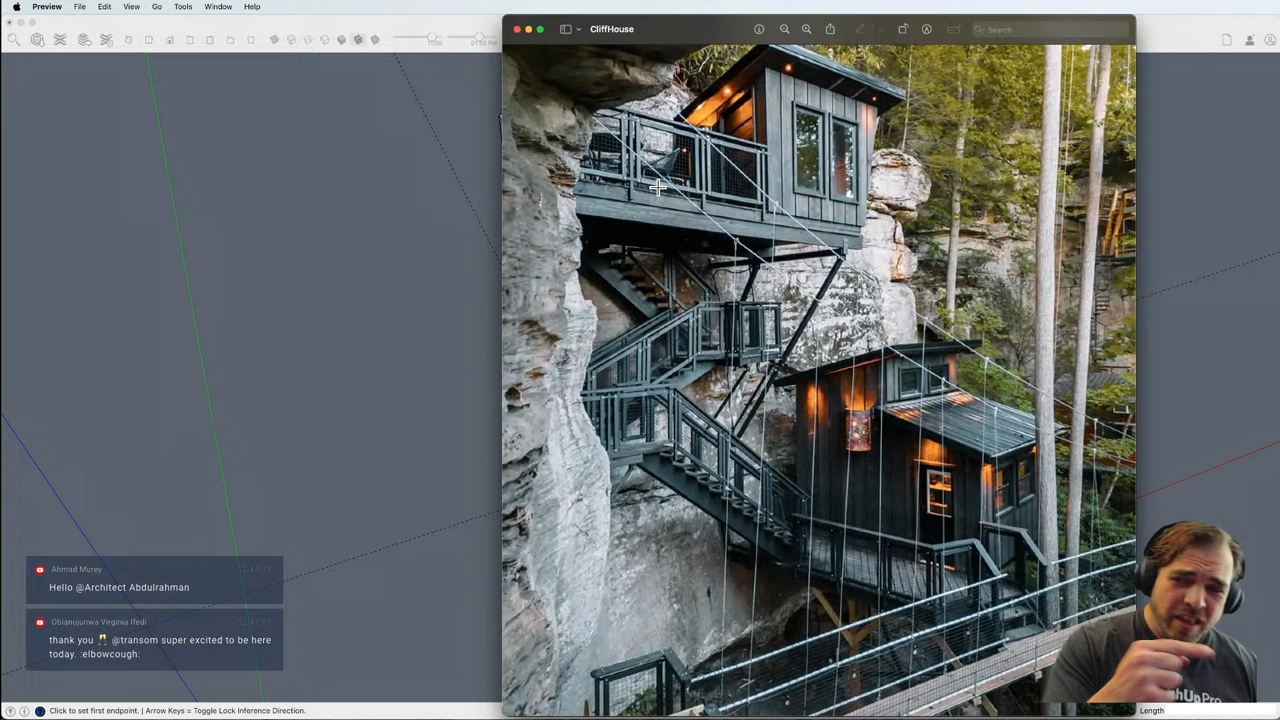 Preview File Edit View Go Tools Window Help
CliffHouse
Search
Ahmad Murey
Hello @Architect Abdulrahman
Obianujunwa Virginia Ifedi
thank you 🥂 @transom super excited to be here
today. :elbowcough:
Click to set first endpoint. | Arrow Keys = Toggle Lock Inference Direction.
Length